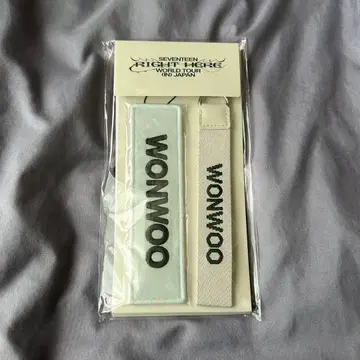 SEVENTEEN
RIGHT HERE
WORLD TOUR
IN JAPAN
WONWOO
WONWOO